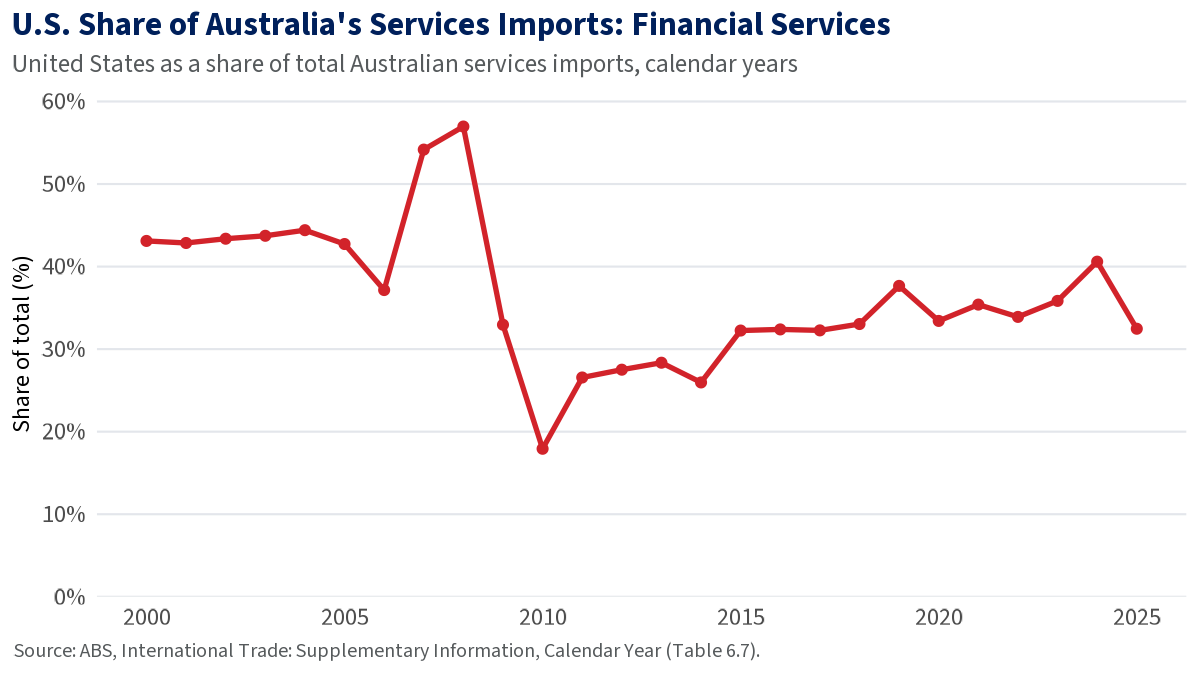 U.S. Share of Australia's Services Imports: Financial Services
United States as a share of total Australian services imports, calendar years
60%
50%
40%
30%
20%
10%
0%
Share of total (%)
2000 2005 2010 2015 2020 2025
Source: ABS, International Trade: Supplementary Information, Calendar Year (Table 6.7).